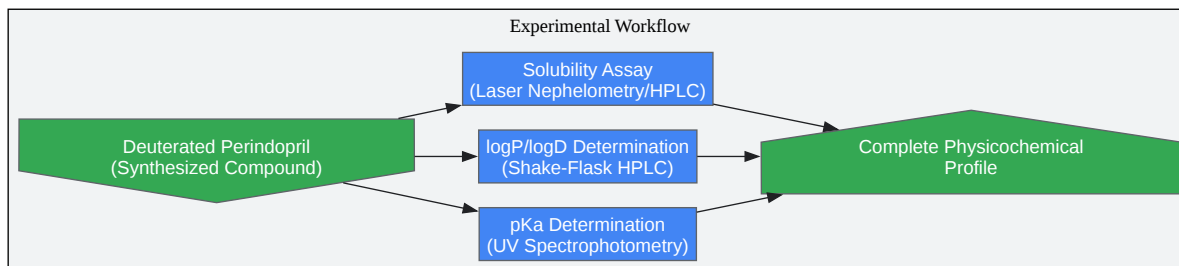 Experimental Workflow
Solubility Assay
(Laser Nephelometry/HPLC)
Deuterated Perindopril
(Synthesized Compound)
logP/logD Determination
(Shake-Flask HPLC)
Complete Physicochemical
Profile
pKa Determination
(UV Spectrophotometry)